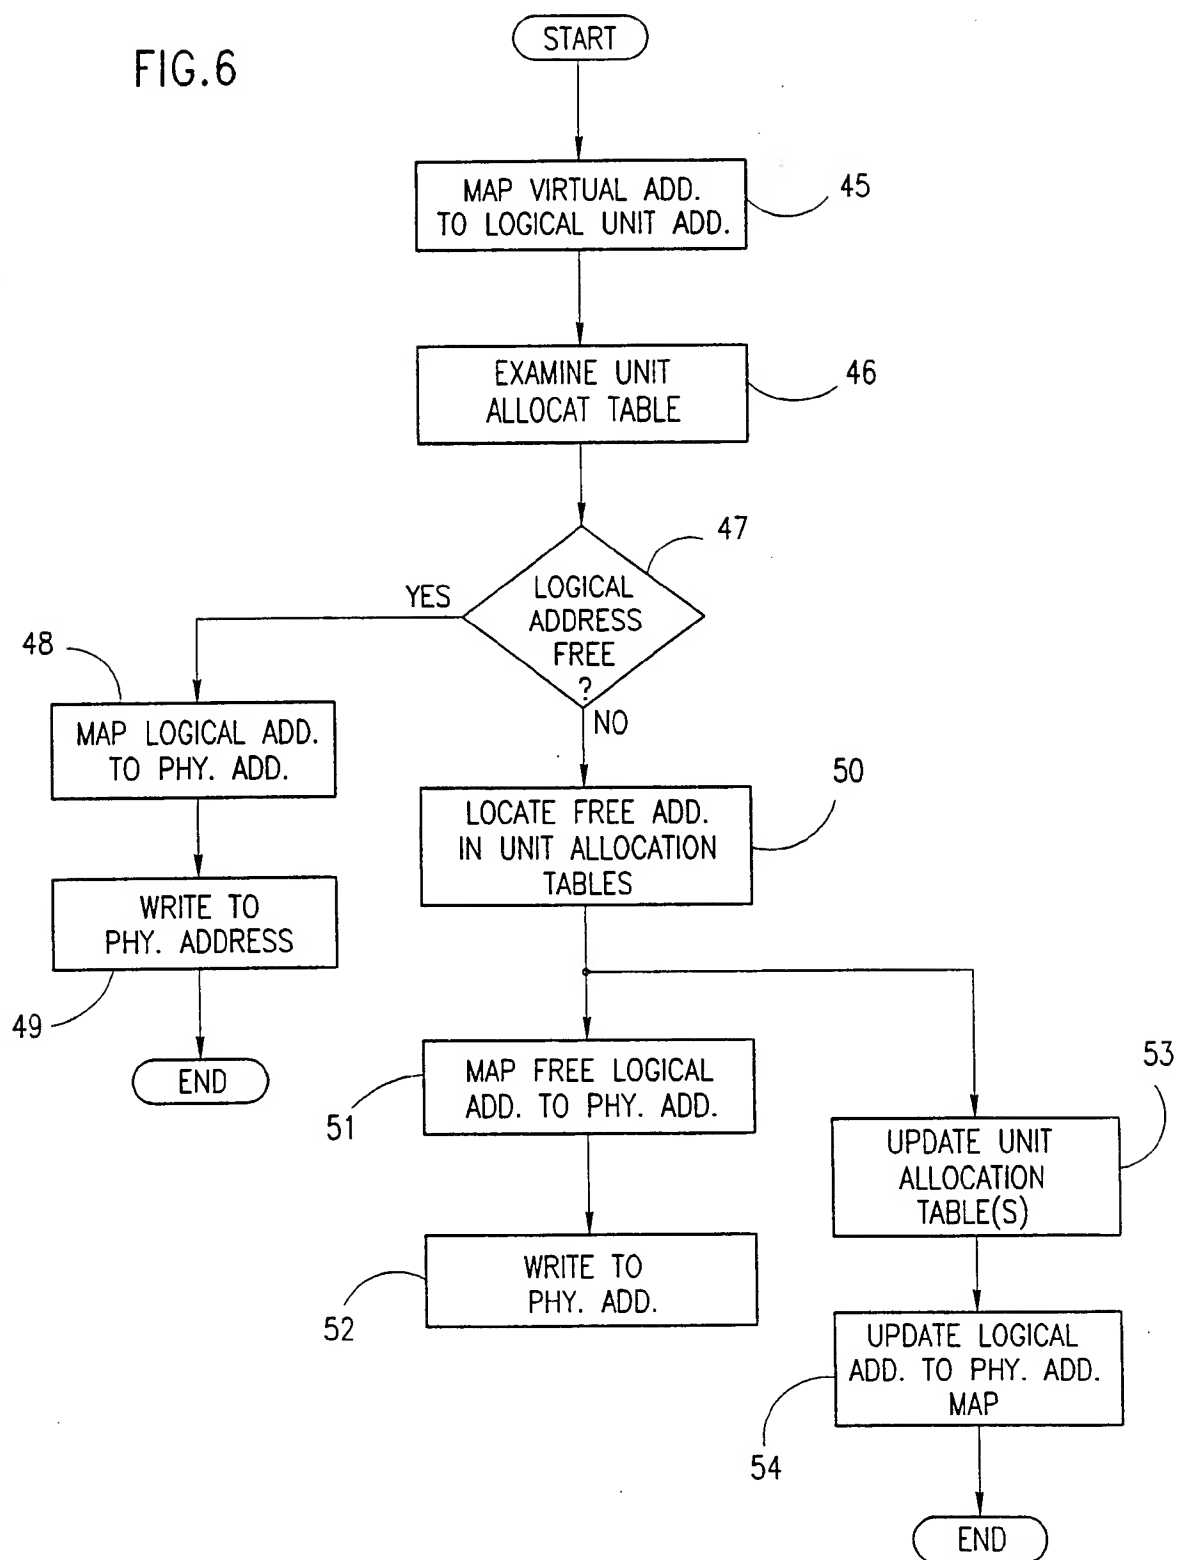 FIG.6
START
MAP VIRTUAL ADD.
TO LOGICAL UNIT ADD.
45
EXAMINE UNIT
ALLOCAT TABLE
46
47
LOGICAL
ADDRESS
FREE
?
YES
NO
48
MAP LOGICAL ADD.
TO PHY. ADD.
WRITE TO
PHY. ADDRESS
49
END
50
LOCATE FREE ADD.
IN UNIT ALLOCATION
TABLES
MAP FREE LOGICAL
ADD. TO PHY. ADD.
51
WRITE TO
PHY. ADD.
52
53
UPDATE UNIT
ALLOCATION
TABLE(S)
UPDATE LOGICAL
ADD. TO PHY. ADD.
MAP
54
END